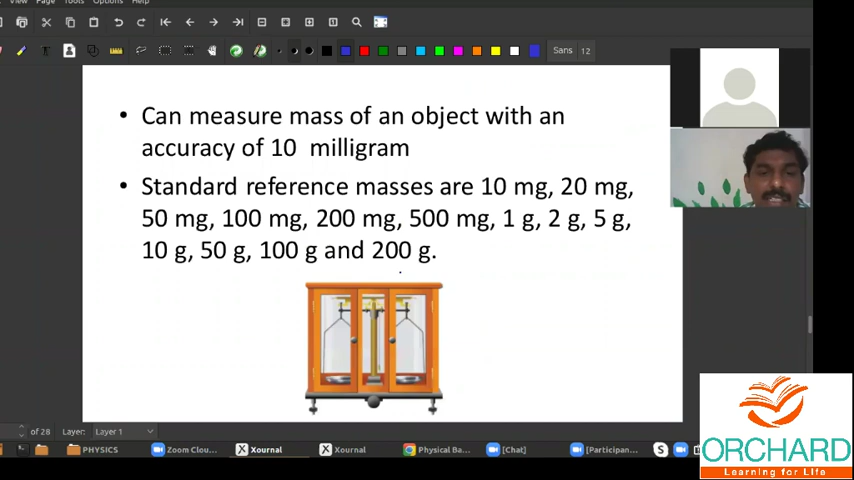 View Page Tools Options Help
Sans 12
• Can measure mass of an object with an
accuracy of 10 milligram
• Standard reference masses are 10 mg, 20 mg,
50 mg, 100 mg, 200 mg, 500 mg, 1 g, 2 g, 5 g,
10 g, 50 g, 100 g and 200 g.
of 28 Layer: Layer 1
PHYSICS Zoom Clou... Xournal Xournal Physical Ba... [Chat] [Participan...
ORCHARD
Learning for Life